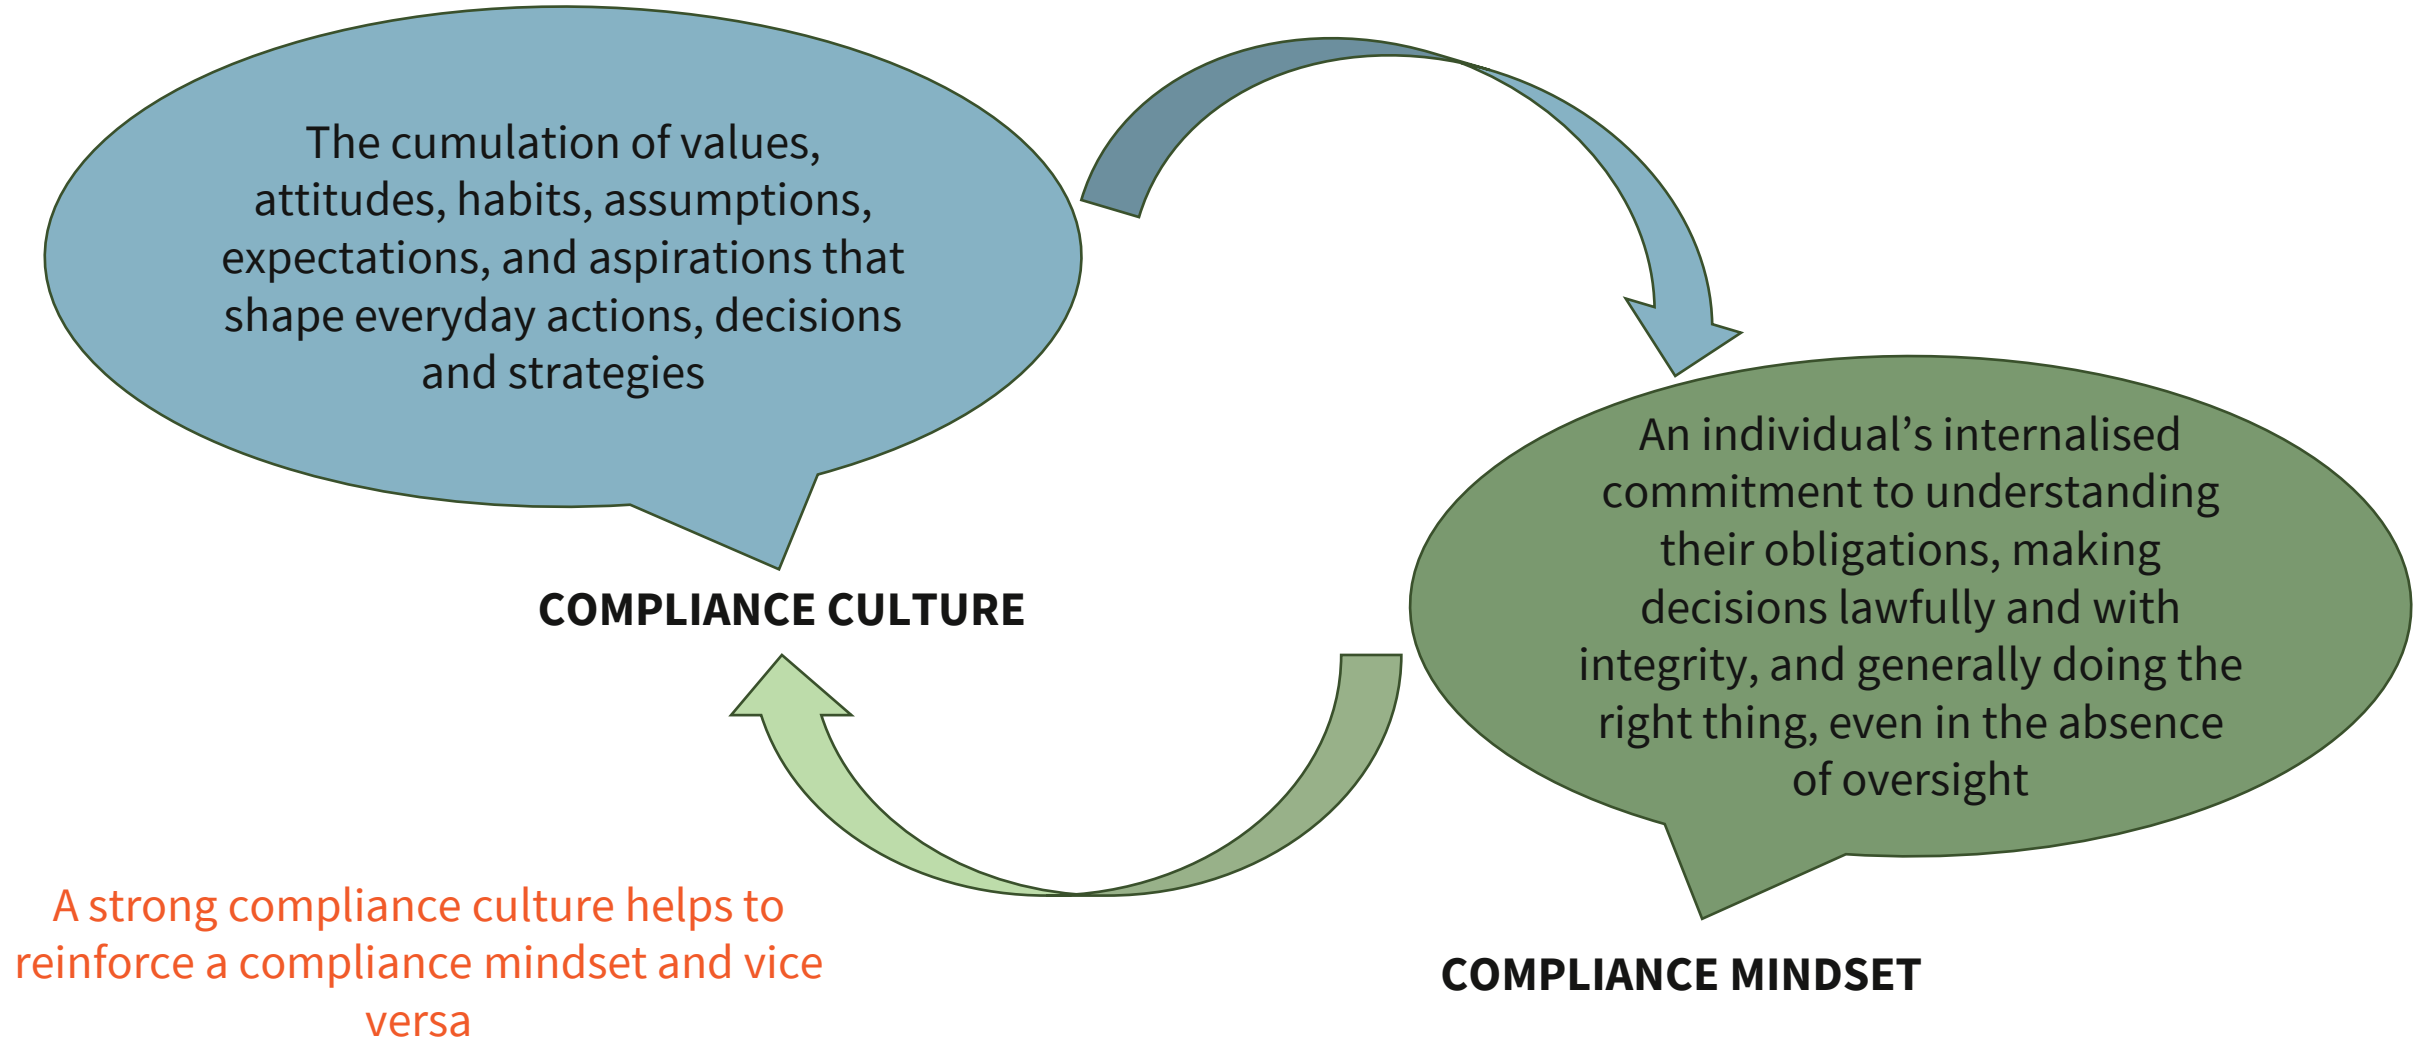 The cumulation of values,
attitudes, habits, assumptions,
expectations, and aspirations that
shape everyday actions, decisions
and strategies
COMPLIANCE CULTURE
An individual’s internalised
commitment to understanding
their obligations, making
decisions lawfully and with
integrity, and generally doing the
right thing, even in the absence
of oversight
COMPLIANCE MINDSET
A strong compliance culture helps to
reinforce a compliance mindset and vice
versa